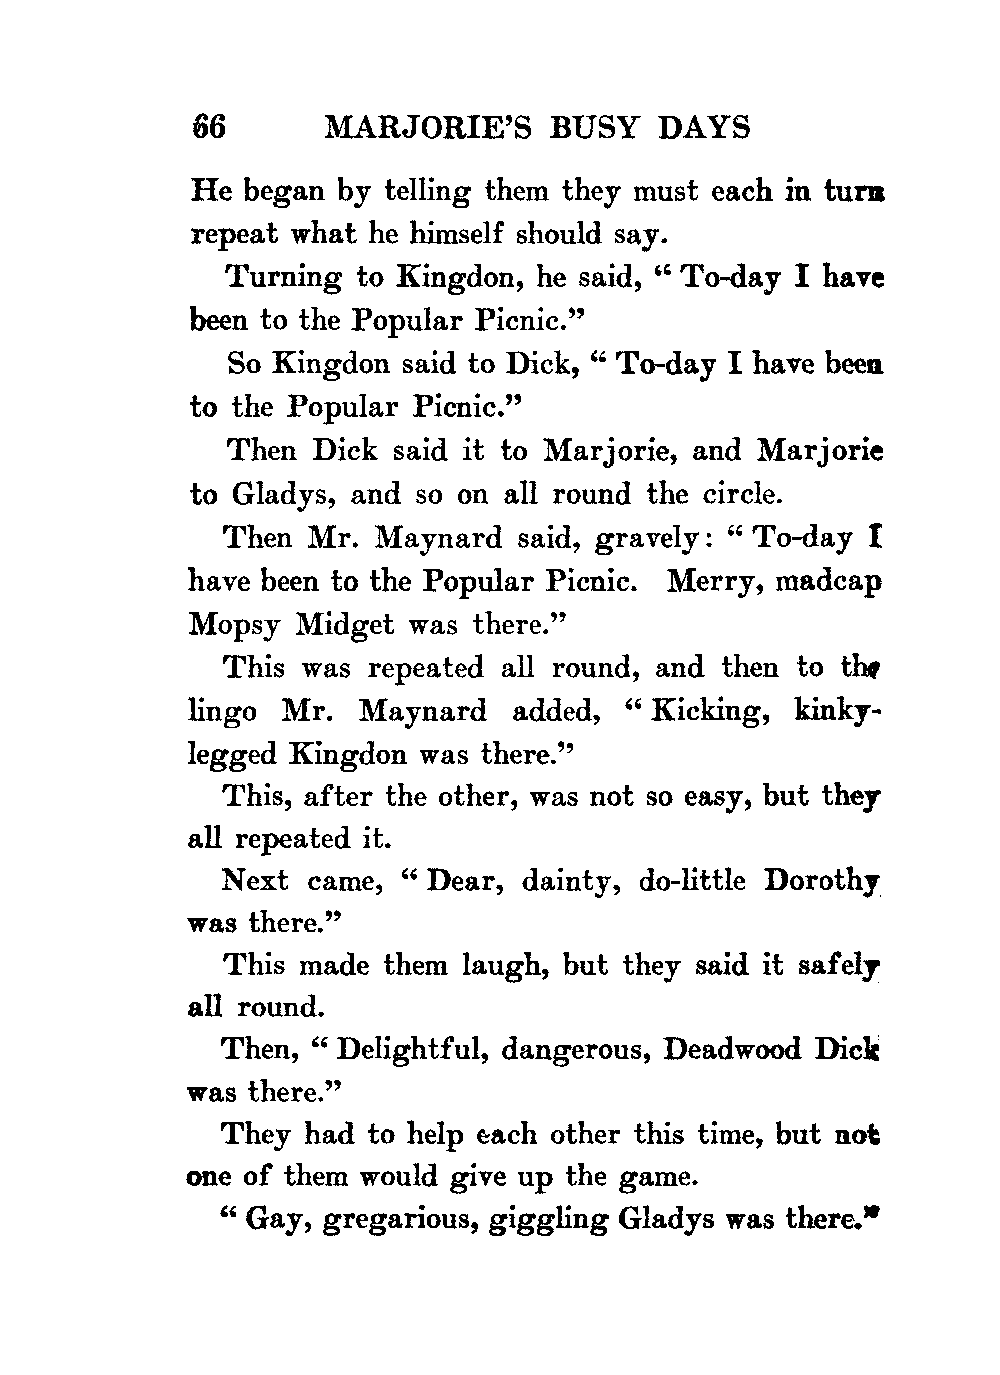 66 MARJORIE'S BUSY DAYS
He began by telling them they must each in turn
repeat what he himself should say.
Turning to Kingdon, he said, “ To-day I have
been to the Popular Picnic.”
So Kingdon said to Dick, “ To-day I have been
to the Popular Picnic.”
Then Dick said it to Marjorie, and Marjorie
to Gladys, and so on all round the circle.
Then Mr. Maynard said, gravely: “ To-day I
have been to the Popular Picnic. Merry, madcap
Mopsy Midget was there.”
This was repeated all round, and then to the
lingo Mr. Maynard added, “ Kicking, kinky-
legged Kingdon was there.”
This, after the other, was not so easy, but they
all repeated it.
Next came, “ Dear, dainty, do-little Dorothy
was there.”
This made them laugh, but they said it safely
all round.
Then, “ Delightful, dangerous, Deadwood Dick
was there.”
They had to help each other this time, but not
one of them would give up the game.
“ Gay, gregarious, giggling Gladys was there.”